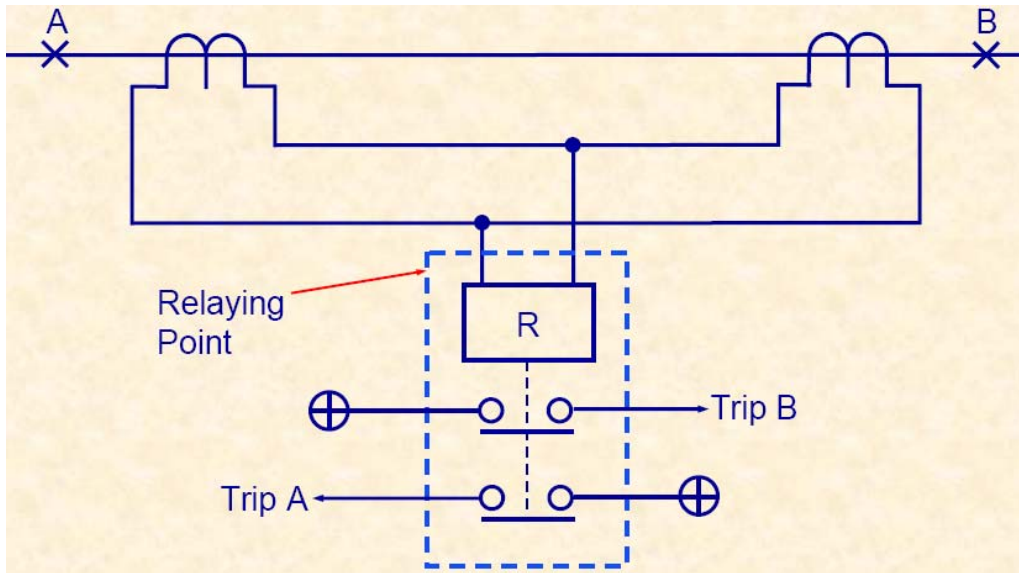 A
B
Relaying
Point
R
Trip B
Trip A